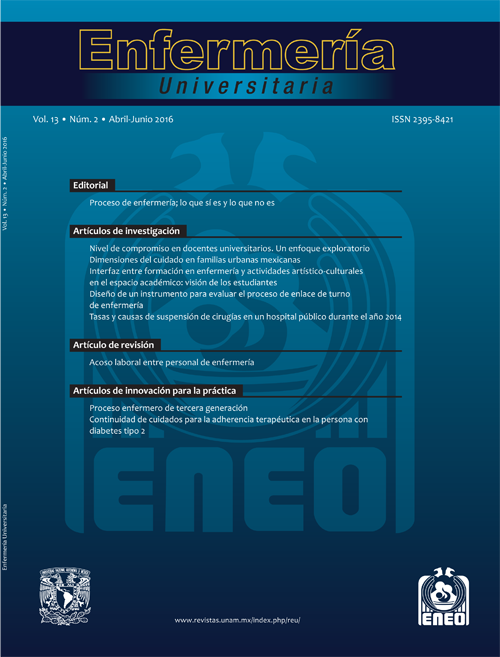 Enfermería
Universitaria
Vol. 13 • Núm. 2 • Abril-Junio 2016
ISSN 2395-8421
Vol. 13 • Núm. 2 • Abril-Junio 2016
Editorial
Proceso de enfermería; lo que sí es y lo que no es
Artículos de investigación
Nivel de compromiso en docentes universitarios. Un enfoque exploratorio
Dimensiones del cuidado en familias urbanas mexicanas
Interfaz entre formación en enfermería y actividades artístico-culturales
en el espacio académico: visión de los estudiantes
Diseño de un instrumento para evaluar el proceso de enlace de turno
de enfermería
Tasas y causas de suspensión de cirugías en un hospital público durante el año 2014
Artículo de revisión
Acoso laboral entre personal de enfermería
Artículos de innovación para la práctica
Proceso enfermero de tercera generación
Continuidad de cuidados para la adherencia terapéutica en la persona con
diabetes tipo 2
ENEO
Enfermería Universitaria
www.revistas.unam.mx/index.php/reu/
ENEO